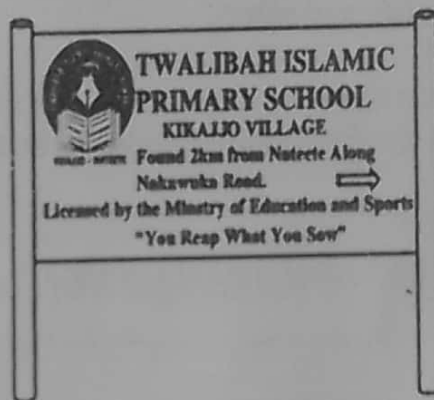 TWALIBAH ISLAMIC
PRIMARY SCHOOL
KIKAJJO VILLAGE
Found 2km from Nateete Along
Nakawuka Road.
Licensed by the Minstry of Education and Sports
"You Reap What You Sow"